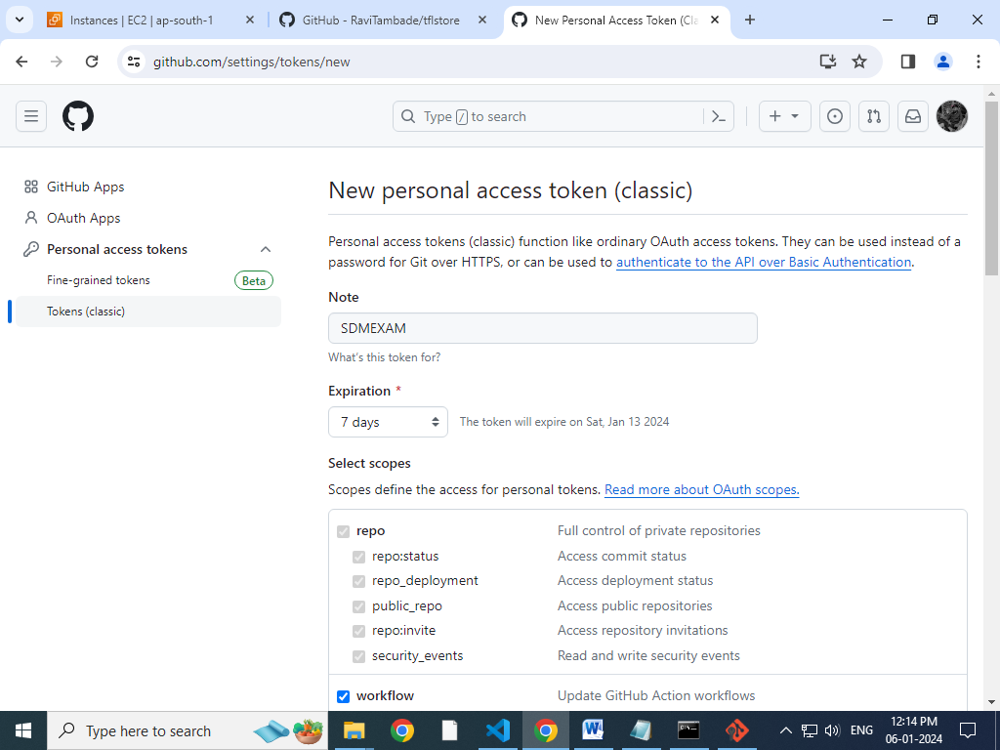 Instances | EC2 | ap-south-1
GitHub - RaviTambade/tflstore
New Personal Access Token (Cla
github.com/settings/tokens/new
Type / to search
GitHub Apps
OAuth Apps
Personal access tokens
Fine-grained tokens
Beta
Tokens (classic)
New personal access token (classic)
Personal access tokens (classic) function like ordinary OAuth access tokens. They can be used instead of a
password for Git over HTTPS, or can be used to authenticate to the API over Basic Authentication.
Note
SDMEXAM
What's this token for?
Expiration *
7 days
The token will expire on Sat, Jan 13 2024
Select scopes
Scopes define the access for personal tokens. Read more about OAuth scopes.
repo Full control of private repositories
repo:status Access commit status
repo_deployment Access deployment status
public_repo Access public repositories
repo:invite Access repository invitations
security_events Read and write security events
workflow Update GitHub Action workflows
Type here to search
ENG
12:14 PM
06-01-2024